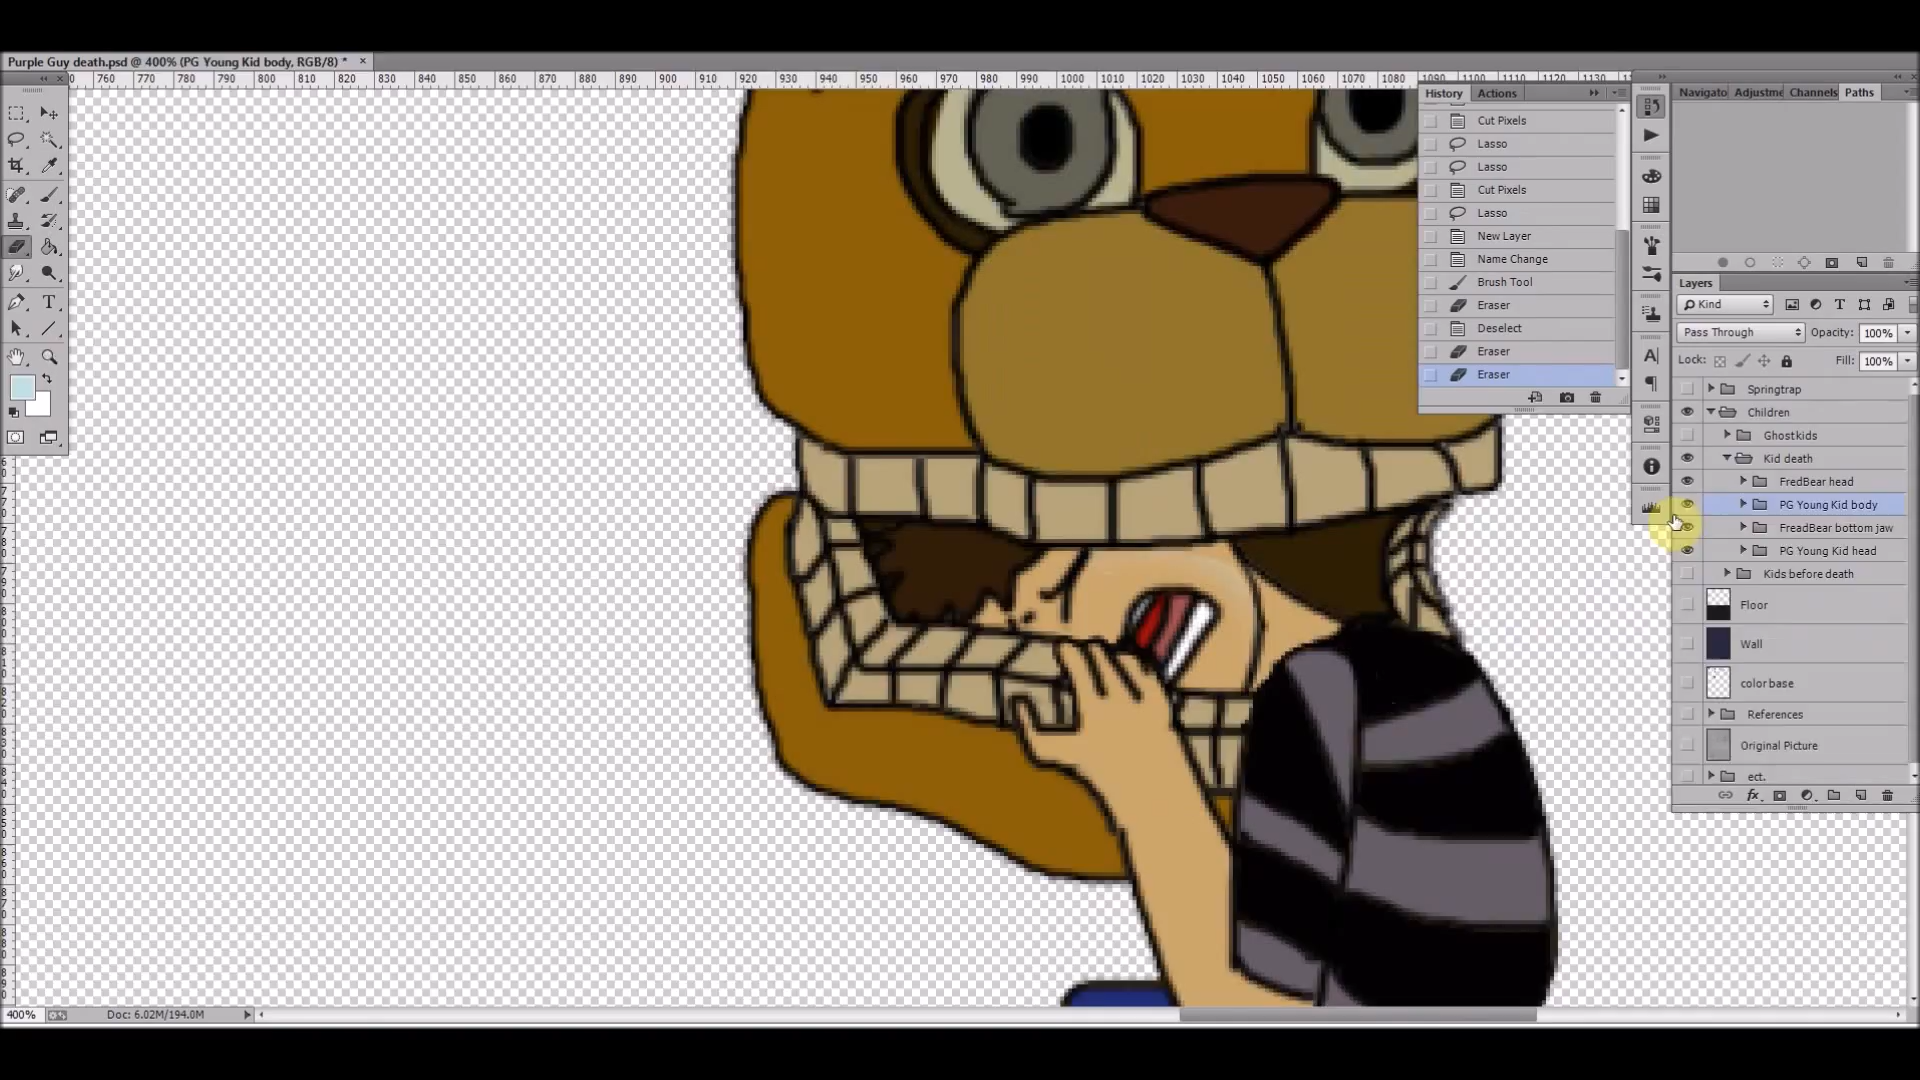 Purple Guy death.psd @ 400% (PG Young Kid body, RGB/8) * ×
760 770 780 790 800 810 820 830 840 850 860 870 880 890 900 910 920 930 940 950 960 970 980 990 1000 1010 1020 1030 1040 1050 1060 1070 1080 1090 1100 1110 1120 1130
History Actions
Navigato Adjustme Channels Paths
Cut Pixels
Lasso
Lasso
Cut Pixels
Lasso
New Layer
Name Change
Brush Tool
Eraser
Deselect
Eraser
Eraser
Layers
Kind
Pass Through Opacity: 100%
Lock: Fill: 100%
Springtrap
Children
Ghostkids
Kid death
FredBear head
PG Young Kid body
FreadBear bottom jaw
PG Young Kid head
Kids before death
Floor
Wall
color base
References
Original Picture
ect.
400% Doc: 6.02M/194.0M